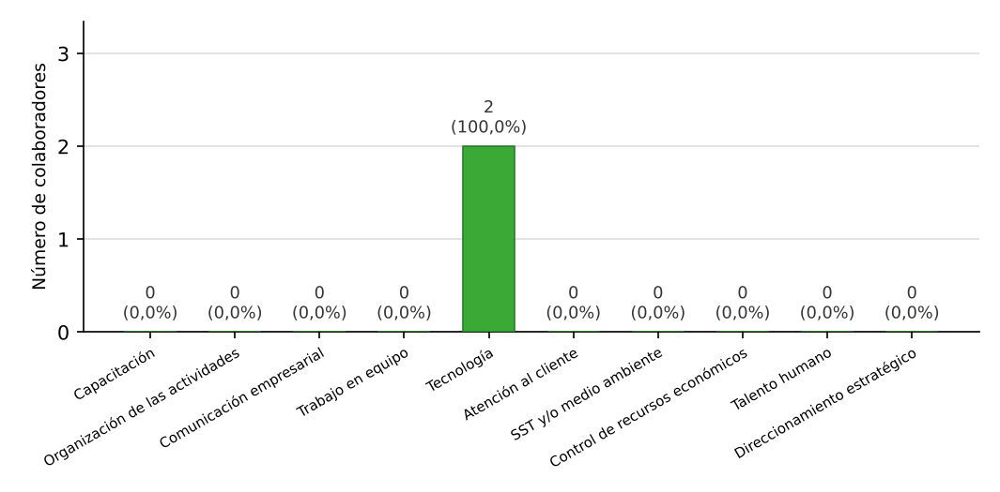 Número de colaboradores
3
2
1
0
0
(0,0%)
0
(0,0%)
0
(0,0%)
0
(0,0%)
2
(100,0%)
0
(0,0%)
0
(0,0%)
0
(0,0%)
0
(0,0%)
0
(0,0%)
Capacitación
Organización de las actividades
Comunicación empresarial
Trabajo en equipo
Tecnología
Atención al cliente
SST y/o medio ambiente
Control de recursos económicos
Talento humano
Direccionamiento estratégico